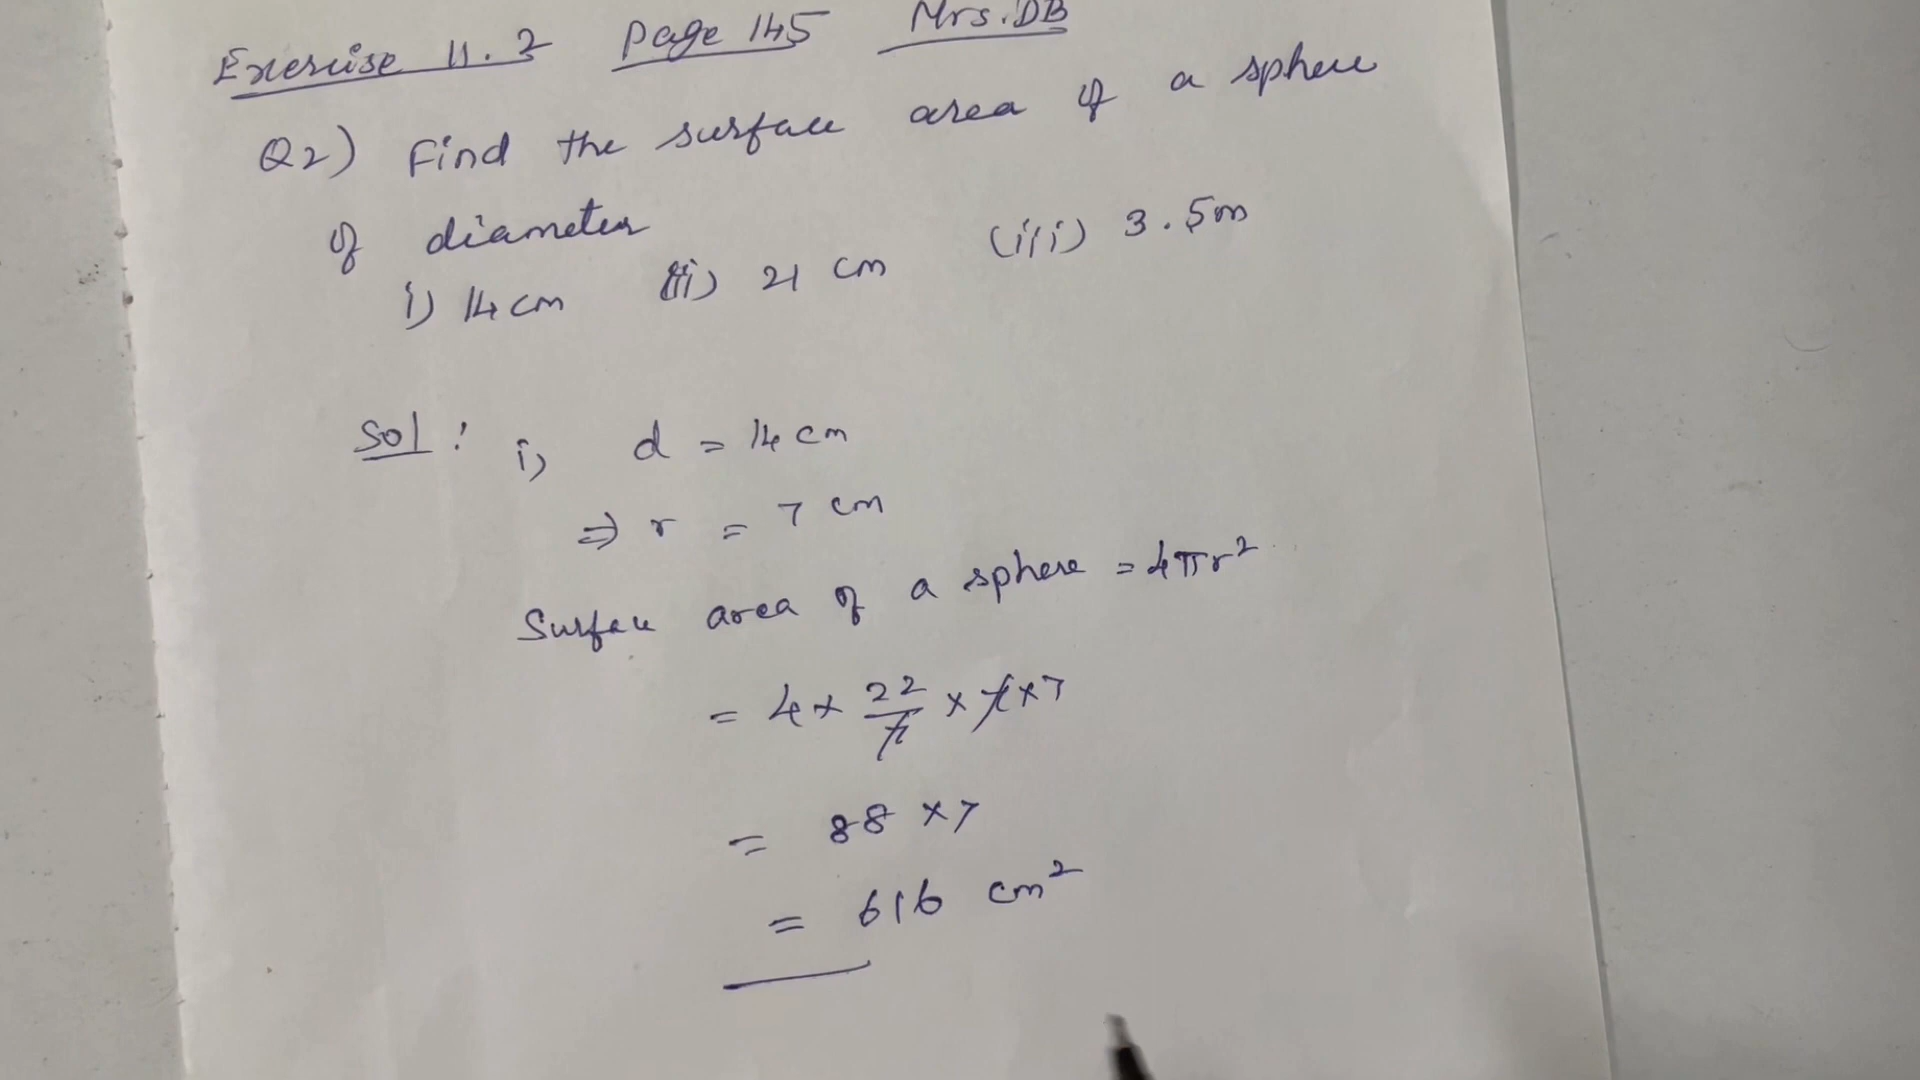 Exercise 11.2 Page 145 Mrs.DB
Q2) Find the surface area of a sphere
of diameter
i) 14 cm (ii) 21 cm (iii) 3.5m
Sol : i) d = 14 cm
⇒ r = 7 cm
Surface area of a sphere = 4πr²
= 4 × 22/7 × 7 × 7
= 88 × 7
= 616 cm²